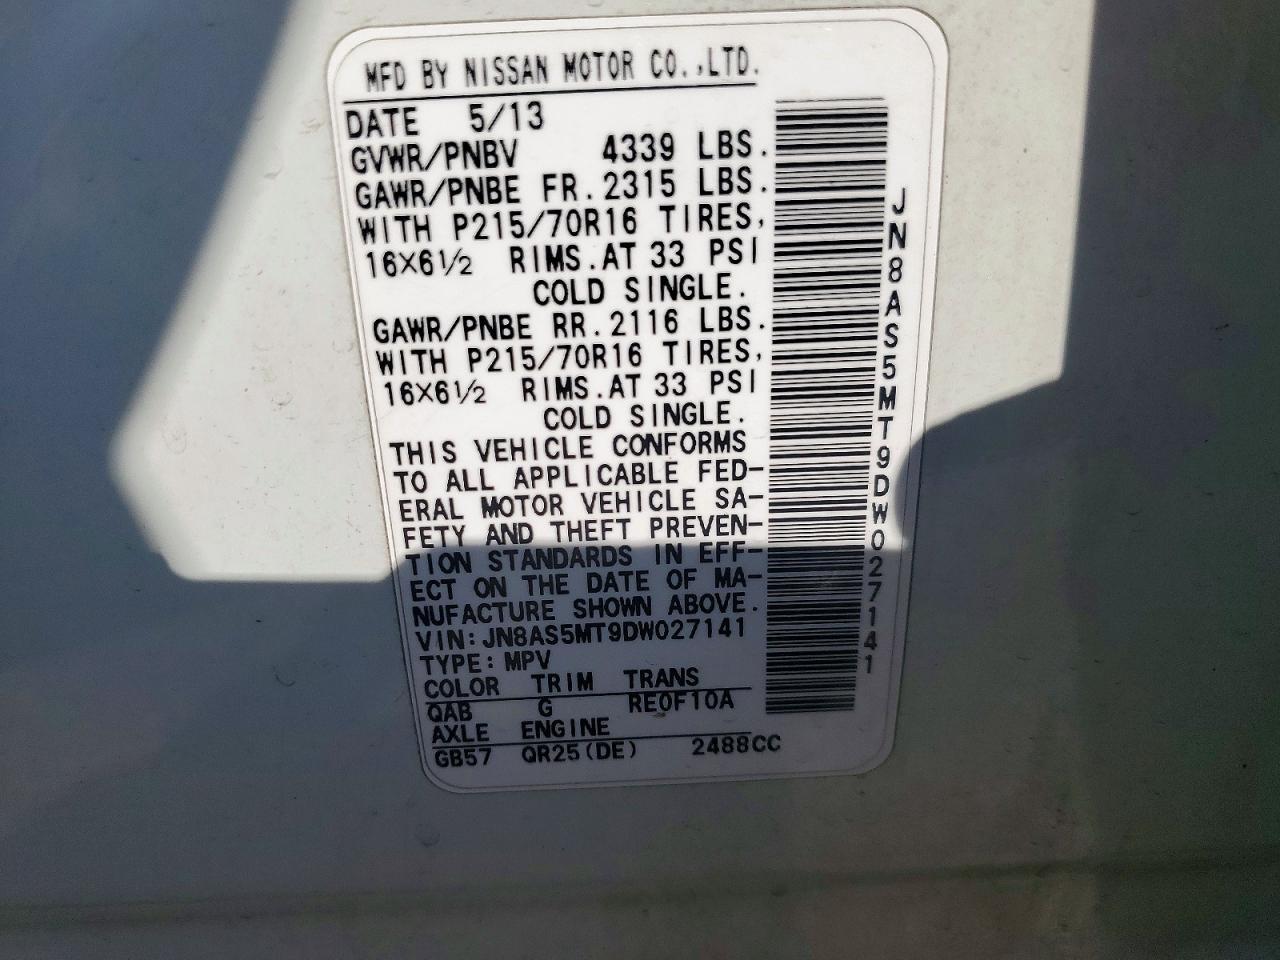 MFD BY NISSAN MOTOR CO.,LTD.
DATE 5/13
GVWR/PNBV 4339 LBS.
GAWR/PNBE FR.2315 LBS.
WITH P215/70R16 TIRES,
16X6½ RIMS.AT 33 PSI
COLD SINGLE.
GAWR/PNBE RR.2116 LBS.
WITH P215/70R16 TIRES,
16X6½ RIMS.AT 33 PSI
COLD SINGLE.
THIS VEHICLE CONFORMS
TO ALL APPLICABLE FED-
ERAL MOTOR VEHICLE SA-
FETY AND THEFT PREVEN-
TION STANDARDS IN EFF-
ECT ON THE DATE OF MA-
NUFACTURE SHOWN ABOVE.
VIN:JN8AS5MT9DW027141
TYPE:MPV
COLOR TRIM TRANS
QAB G RE0F10A
AXLE ENGINE
GB57 QR25(DE) 2488CC
JN8AS5MT9DW027141